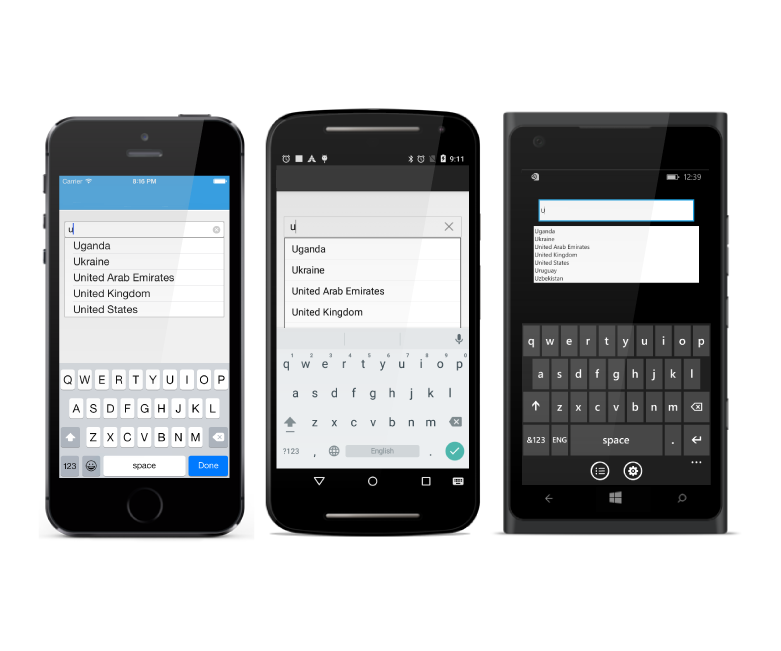 Carrier 8:16 PM
u
Uganda
Ukraine
United Arab Emirates
United Kingdom
United States
Q W E R T Y U I O P
A S D F G H J K L
Z X C V B N M
123 space Done
9:11
u
Uganda
Ukraine
United Arab Emirates
United Kingdom
1 2 3 4 5 6 7 8 9 0
q w e r t y u i o p
a s d f g h j k l
z x c v b n m
?123 , English .
12:39
u
Uganda
Ukraine
United Arab Emirates
United Kingdom
United States
Uruguay
Uzbekistan
q w e r t y u i o p
a s d f g h j k l
z x c v b n m
&123 ENG space .
...